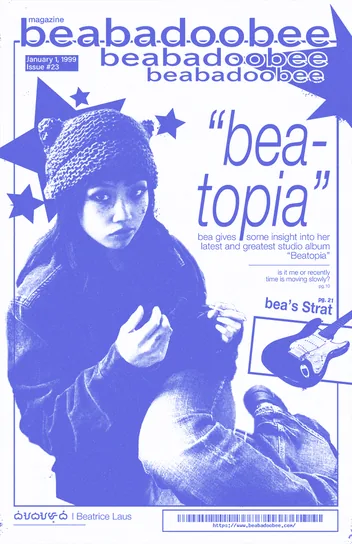 magazine
beabadoobee
beabadoobee
beabadoobee
January 1, 1999
Issue #23
“bea-
topia”
bea gives some insight into her
latest and greatest studio album
“Beatopia”
is it me or recently
time is moving slowly?
pg.10
pg. 21
bea's Strat
| Beatrice Laus
https://www.beabadoobee.com/